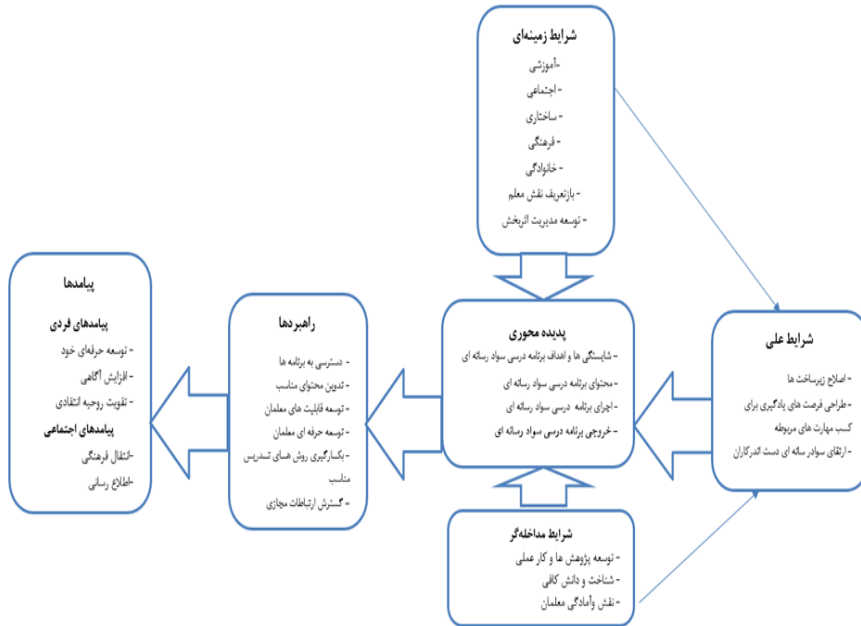 شرایط زمینه‌ای
-آموزشی
- اجتماعی
- ساختاری
- فرهنگی
- خانوادگی
- بازتعریف نقش معلم
- توسعه مدیریت اثربخش
شرایط علی
- اصلاح زیرساخت ها
- طراحی فرصت های یادگیری برای
کسب مهارت های مربوطه
- ارتقای سوادر سانه ای دست اندرکاران
پدیده محوری
- شایستگی ها و اهداف برنامه درسی سواد رسانه ای
- محتوای برنامه درسی سواد رسانه ای
- اجرای برنامه درسی سواد رسانه ای
- خروجی برنامه درسی سواد رسانه ای
شرایط مداخله‌گر
- توسعه پژوهش ها و کار عملی
- شناخت و دانش کافی
- نقش وآمادگی معلمان
راهبردها
- دسترسی به برنامه ها
- تدوین محتوای مناسب
- توسعه قابلیت های معلمان
- توسعه حرفه ای معلمان
- بکارگیری روش های تدریس
مناسب
- گسترش ارتباطات مجازی
پیامدها
پیامدهای فردی
- توسعه حرفه‌ای خود
- افزایش آگاهی
- تقویت روحیه انتقادی
پیامدهای اجتماعی
-انتقال فرهنگی
-اطلاع رسانی